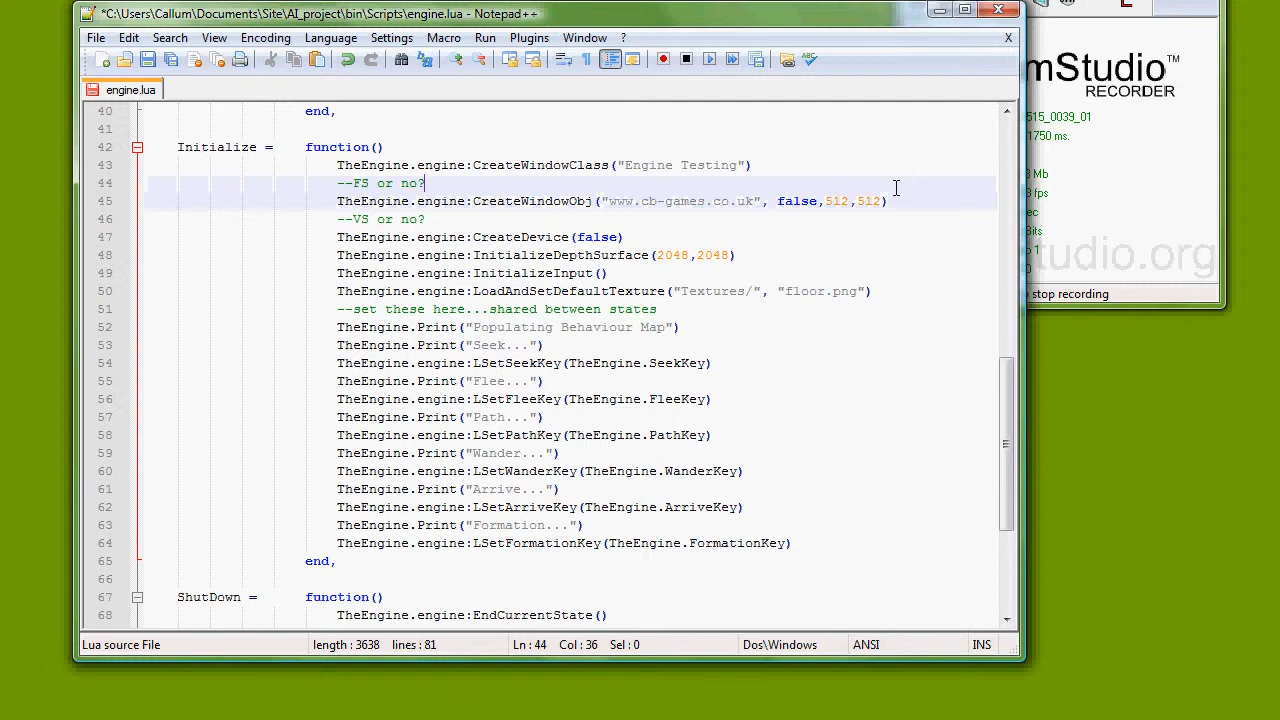 *C:\Users\Callum\Documents\Site\AI_project\bin\Scripts\engine.lua - Notepad++
File Edit Search View Encoding Language Settings Macro Run Plugins Window ? X
engine.lua
40 end,
41
42 Initialize = function()
43 TheEngine.engine:CreateWindowClass("Engine Testing")
44 --FS or no?
45 TheEngine.engine:CreateWindowObj("www.cb-games.co.uk", false,512,512)
46 --VS or no?
47 TheEngine.engine:CreateDevice(false)
48 TheEngine.engine:InitializeDepthSurface(2048,2048)
49 TheEngine.engine:InitializeInput()
50 TheEngine.engine:LoadAndSetDefaultTexture("Textures/", "floor.png")
51 --set these here...shared between states
52 TheEngine.Print("Populating Behaviour Map")
53 TheEngine.Print("Seek...")
54 TheEngine.engine:LSetSeekKey(TheEngine.SeekKey)
55 TheEngine.Print("Flee...")
56 TheEngine.engine:LSetFleeKey(TheEngine.FleeKey)
57 TheEngine.Print("Path...")
58 TheEngine.engine:LSetPathKey(TheEngine.PathKey)
59 TheEngine.Print("Wander...")
60 TheEngine.engine:LSetWanderKey(TheEngine.WanderKey)
61 TheEngine.Print("Arrive...")
62 TheEngine.engine:LSetArriveKey(TheEngine.ArriveKey)
63 TheEngine.Print("Formation...")
64 TheEngine.engine:LSetFormationKey(TheEngine.FormationKey)
65 end,
66
67 ShutDown = function()
68 TheEngine.engine:EndCurrentState()
Lua source File length : 3638 lines : 81 Ln : 44 Col : 36 Sel : 0 Dos\Windows ANSI INS
mStudio™
RECORDER
515_0039_01
1750 ms.
Mb
sec
Bits
1
studio.org
stop recording